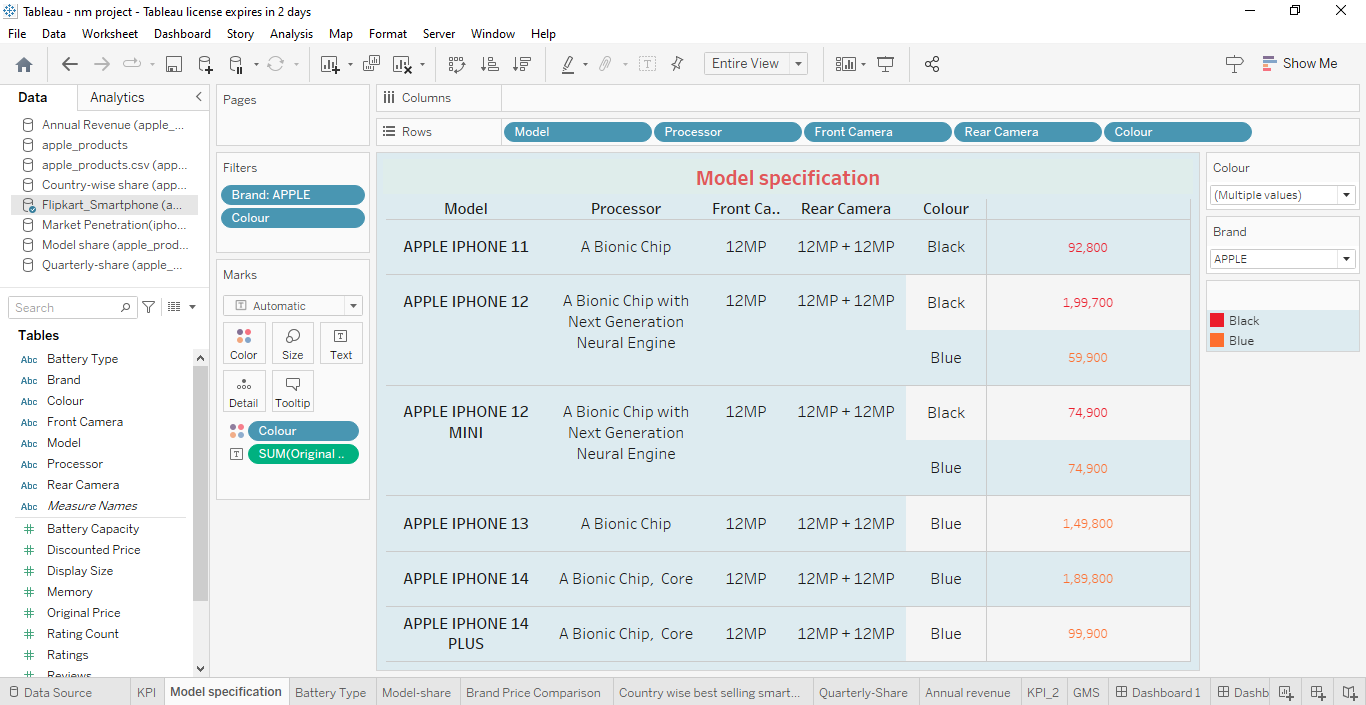 Tableau - nm project - Tableau license expires in 2 days
File Data Worksheet Dashboard Story Analysis Map Format Server Window Help
Entire View
Show Me
Data Analytics
Annual Revenue (apple_...
apple_products
apple_products.csv (app...
Country-wise share (app...
Flipkart_Smartphone (a...
Market Penetration(ipho...
Model share (apple_prod...
Quarterly-share (apple_...
Search
Tables
Abc Battery Type
Abc Brand
Abc Colour
Abc Front Camera
Abc Model
Abc Processor
Abc Rear Camera
Abc Measure Names
# Battery Capacity
# Discounted Price
# Display Size
# Memory
# Original Price
# Rating Count
# Ratings
# Reviews
Pages
Filters
Brand: APPLE
Colour
Marks
T Automatic
Color Size T Text
Detail Tooltip
Colour
T SUM(Original ..
Columns
Rows Model Processor Front Camera Rear Camera Colour
Model specification
Model Processor Front Ca.. Rear Camera Colour
APPLE IPHONE 11 A Bionic Chip 12MP 12MP + 12MP Black 92,800
APPLE IPHONE 12 A Bionic Chip with 12MP 12MP + 12MP Black 1,99,700
Next Generation
Neural Engine
Blue 59,900
APPLE IPHONE 12 A Bionic Chip with 12MP 12MP + 12MP Black 74,900
MINI Next Generation
Neural Engine
Blue 74,900
APPLE IPHONE 13 A Bionic Chip 12MP 12MP + 12MP Blue 1,49,800
APPLE IPHONE 14 A Bionic Chip, Core 12MP 12MP + 12MP Blue 1,89,800
APPLE IPHONE 14 A Bionic Chip, Core 12MP 12MP + 12MP Blue 99,900
PLUS
Colour
(Multiple values)
Brand
APPLE
Black
Blue
Data Source KPI Model specification Battery Type Model-share Brand Price Comparison Country wise best selling smart... Quarterly-Share Annual revenue KPI_2 GMS Dashboard 1 Dashb